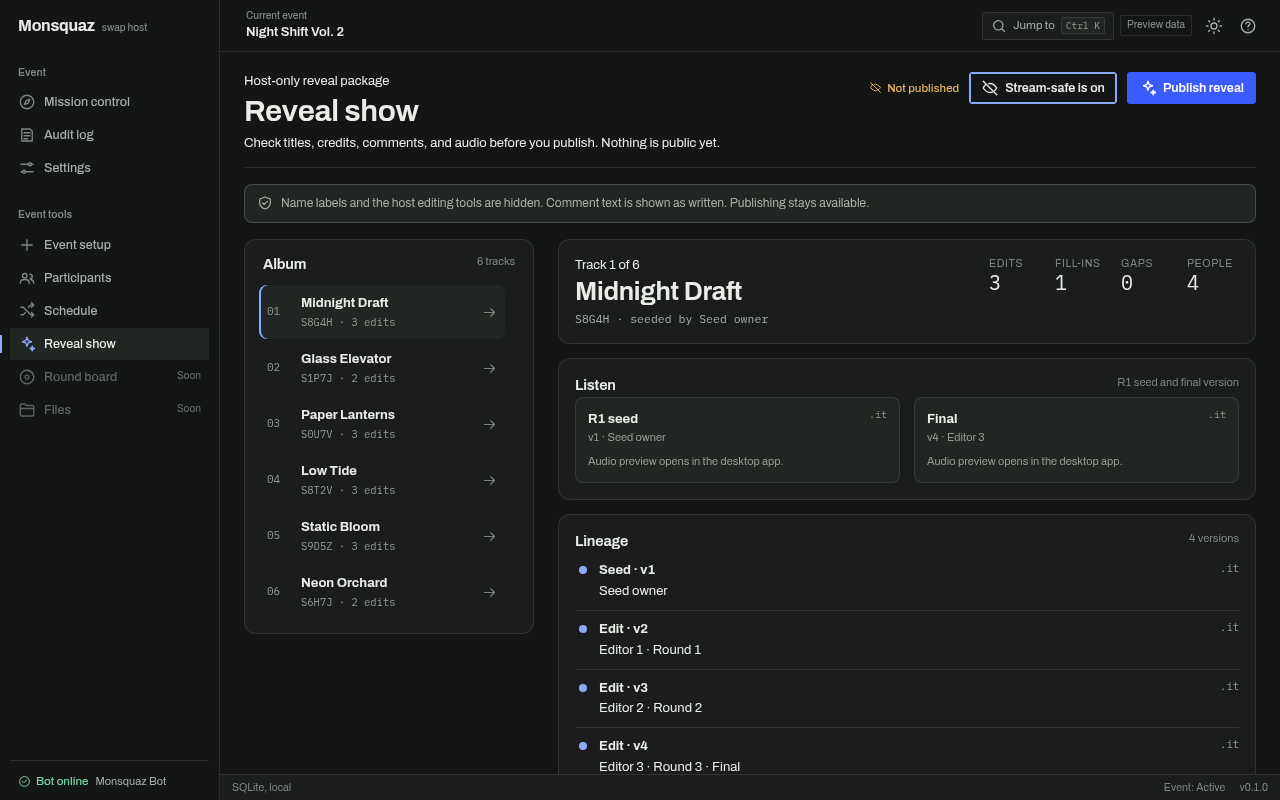 Monsquaz swap host
Event
Mission control
Audit log
Settings
Event tools
Event setup
Participants
Schedule
Reveal show
Round board Soon
Files Soon
Bot online Monsquaz Bot
Current event
Night Shift Vol. 2
Jump to Ctrl K
Preview data
Host-only reveal package
Reveal show
Check titles, credits, comments, and audio before you publish. Nothing is public yet.
Not published
Stream-safe is on
Publish reveal
Name labels and the host editing tools are hidden. Comment text is shown as written. Publishing stays available.
Album 6 tracks
01 Midnight Draft
S8G4H · 3 edits
02 Glass Elevator
S1P7J · 2 edits
03 Paper Lanterns
S0U7V · 3 edits
04 Low Tide
S8T2V · 3 edits
05 Static Bloom
S9D5Z · 3 edits
06 Neon Orchard
S6H7J · 2 edits
Track 1 of 6
Midnight Draft
S8G4H · seeded by Seed owner
EDITS FILL-INS GAPS PEOPLE
3 1 0 4
Listen R1 seed and final version
R1 seed .it
v1 · Seed owner
Audio preview opens in the desktop app.
Final .it
v4 · Editor 3
Audio preview opens in the desktop app.
Lineage 4 versions
Seed · v1 .it
Seed owner
Edit · v2 .it
Editor 1 · Round 1
Edit · v3 .it
Editor 2 · Round 2
Edit · v4 .it
Editor 3 · Round 3 · Final
SQLite, local
Event: Active v0.1.0